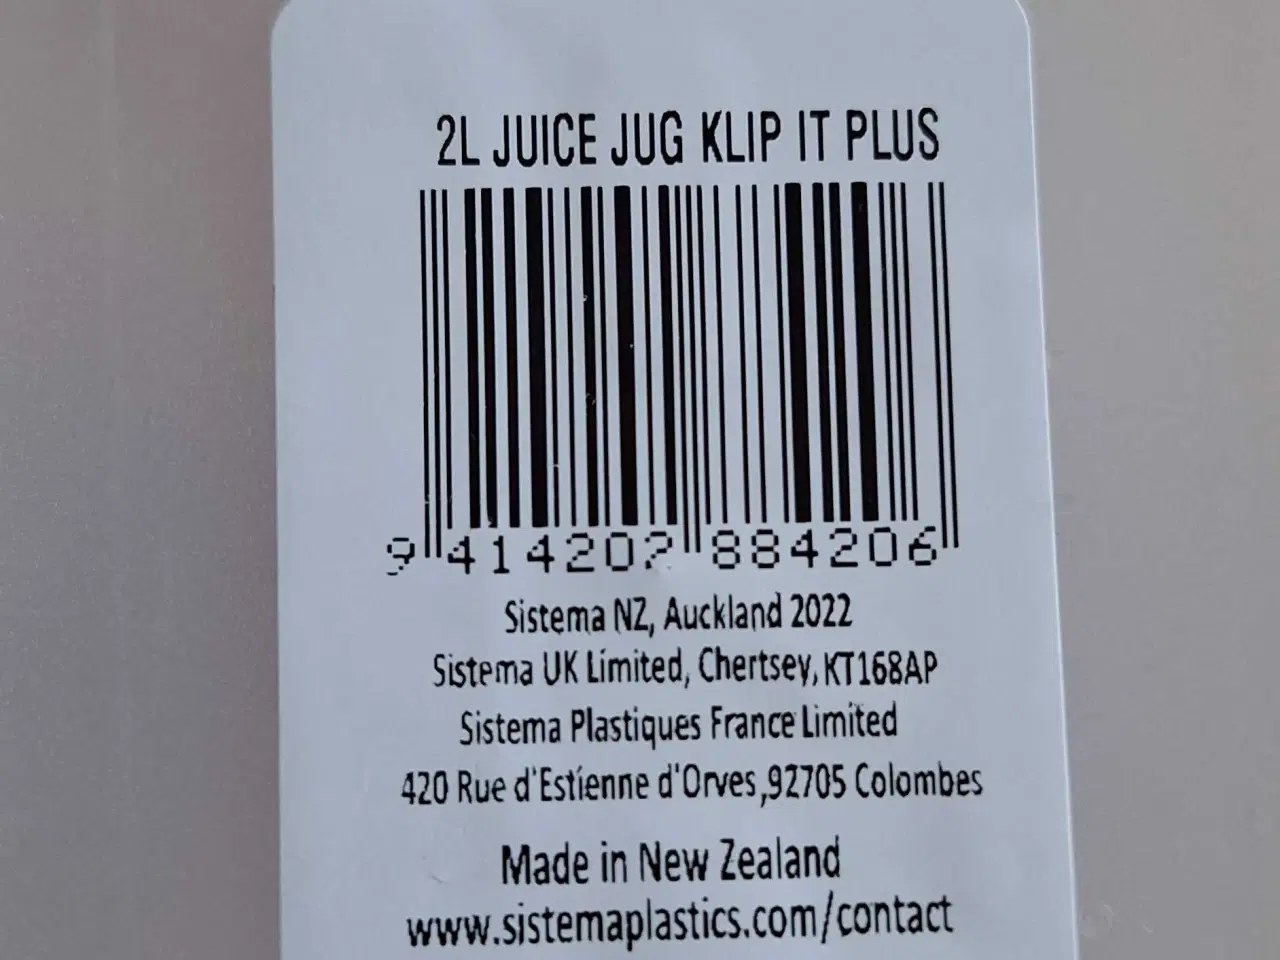 2L JUICE JUG KLIP IT PLUS
9 414202 884206
Sistema NZ, Auckland 2022
Sistema UK Limited, Chertsey, KT168AP
Sistema Plastiques France Limited
420 Rue d'Estienne d'Orves,92705 Colombes
Made in New Zealand
www.sistemaplastics.com/contact